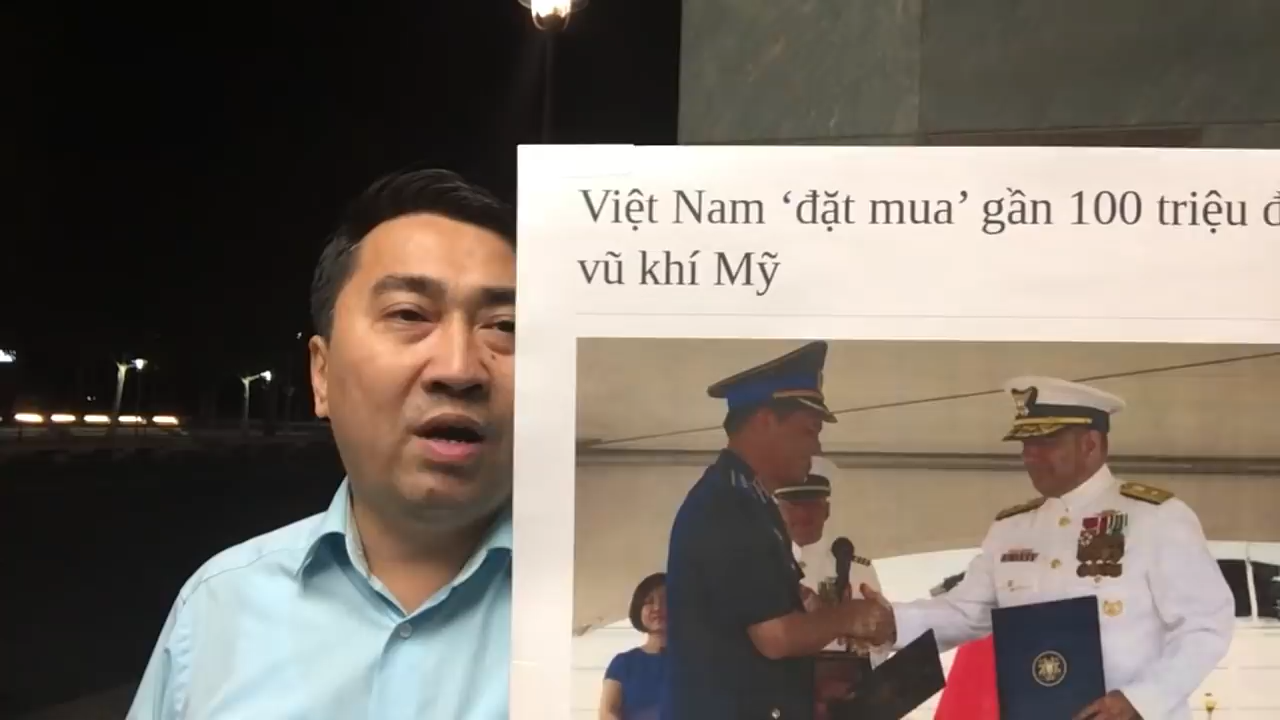 Việt Nam ‘đặt mua’ gần 100 triệu
vũ khí Mỹ